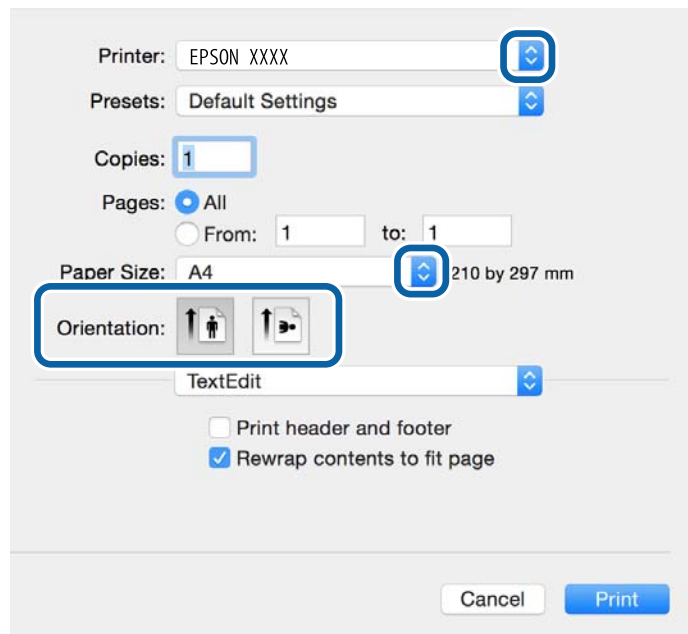 Printer: EPSON XXXX
Presets: Default Settings
Copies: 1
Pages: All
From: 1 to: 1
Paper Size: A4 210 by 297 mm
Orientation:
TextEdit
Print header and footer
Rewrap contents to fit page
Cancel Print